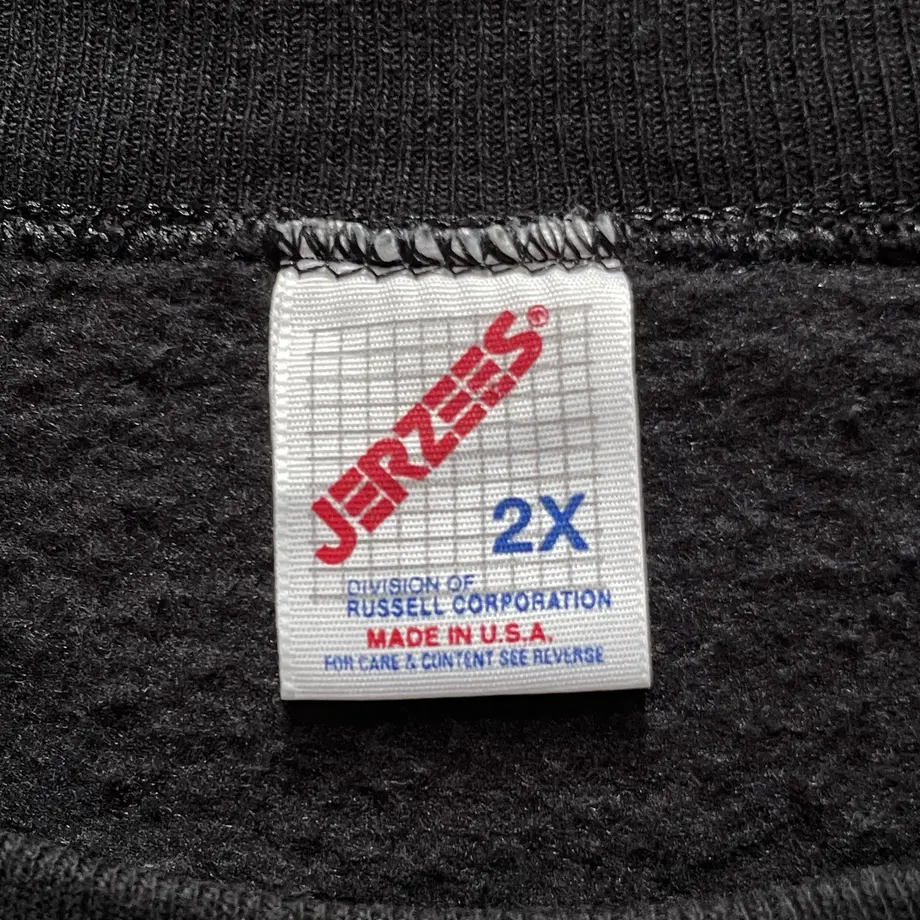 JERZEES®
2X
DIVISION OF
RUSSELL CORPORATION
MADE IN U.S.A.
FOR CARE & CONTENT SEE REVERSE